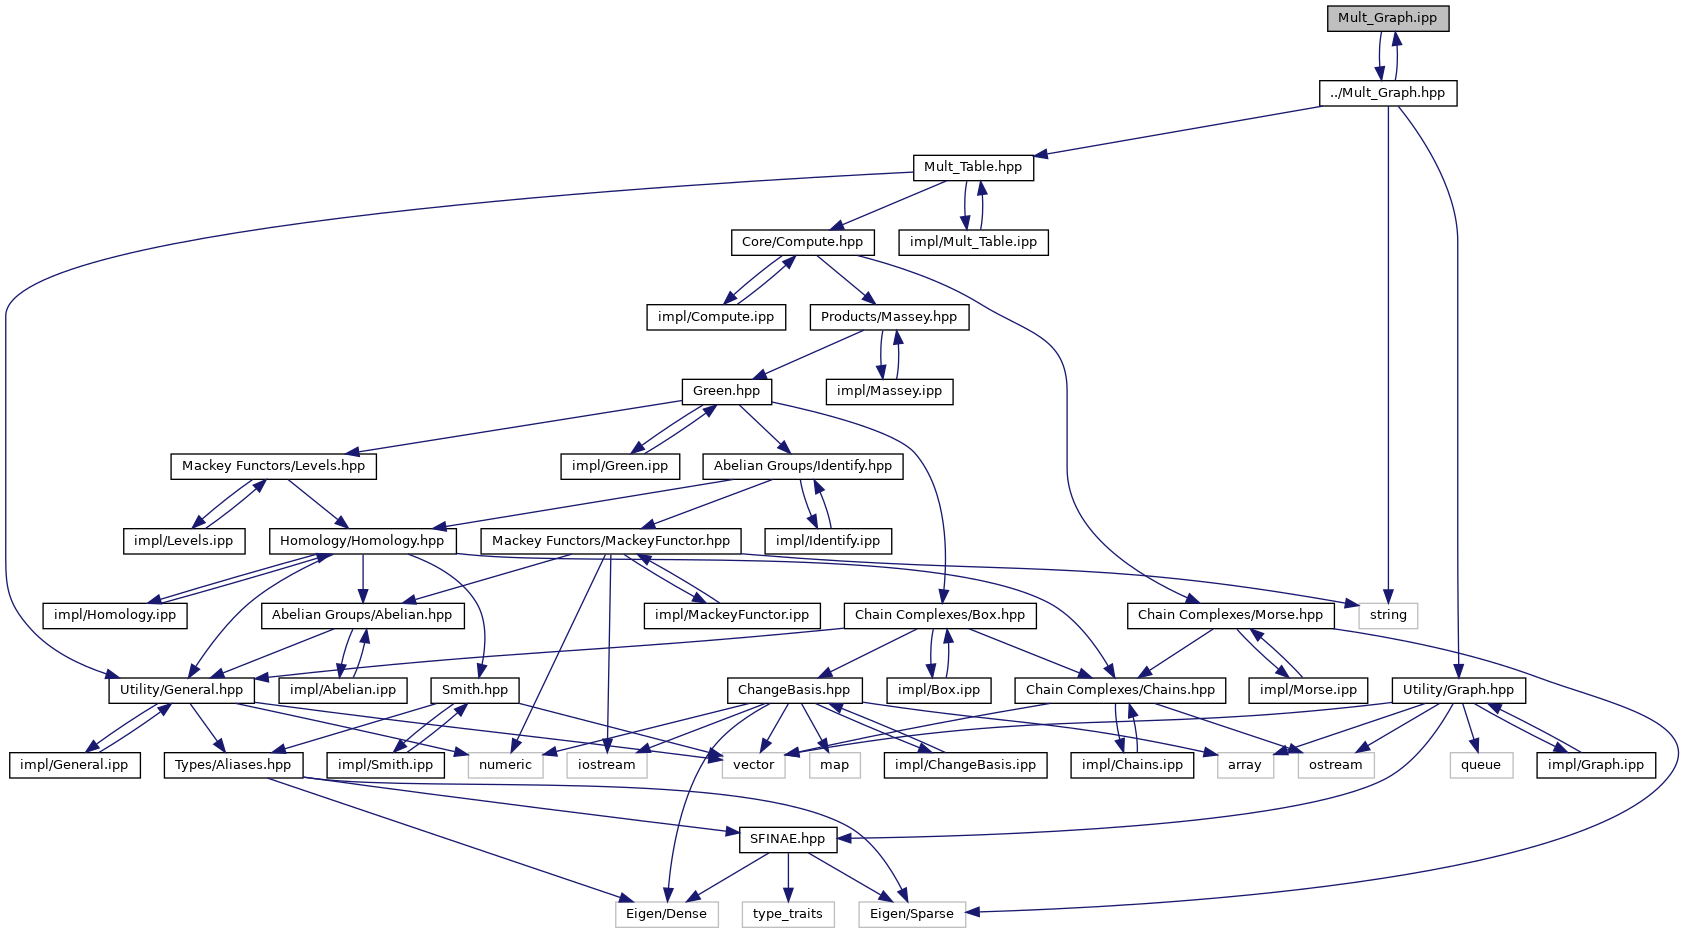 Mult_Graph.ipp
../Mult_Graph.hpp
Mult_Table.hpp
Core/Compute.hpp
impl/Mult_Table.ipp
impl/Compute.ipp
Products/Massey.hpp
Green.hpp
impl/Massey.ipp
Mackey Functors/Levels.hpp
impl/Green.ipp
Abelian Groups/Identify.hpp
impl/Levels.ipp
Homology/Homology.hpp
Mackey Functors/MackeyFunctor.hpp
impl/Identify.ipp
impl/Homology.ipp
Abelian Groups/Abelian.hpp
impl/MackeyFunctor.ipp
Chain Complexes/Box.hpp
Chain Complexes/Morse.hpp
string
Utility/General.hpp
impl/Abelian.ipp
Smith.hpp
ChangeBasis.hpp
impl/Box.ipp
Chain Complexes/Chains.hpp
impl/Morse.ipp
Utility/Graph.hpp
impl/General.ipp
Types/Aliases.hpp
impl/Smith.ipp
numeric
iostream
vector
map
impl/ChangeBasis.ipp
impl/Chains.ipp
array
ostream
queue
impl/Graph.ipp
SFINAE.hpp
Eigen/Dense
type_traits
Eigen/Sparse